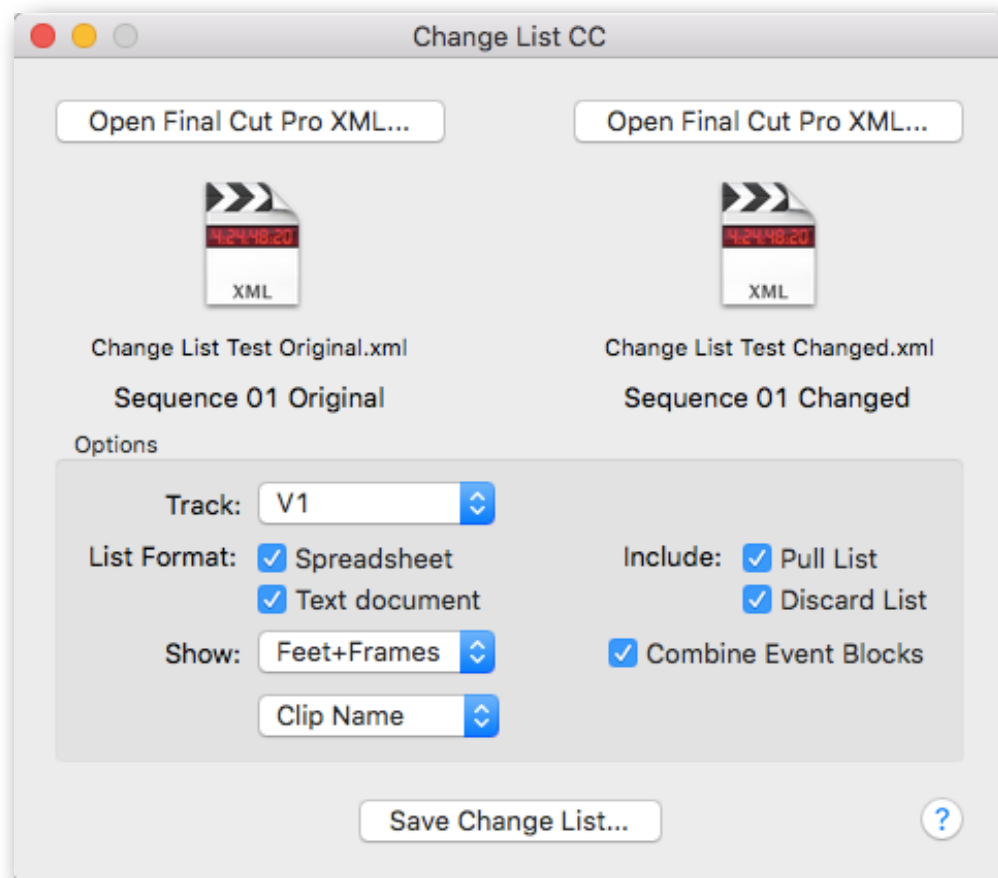 Change List CC
Open Final Cut Pro XML...
Open Final Cut Pro XML...
4:24:48:20
XML
4:24:48:20
XML
Change List Test Original.xml
Change List Test Changed.xml
Sequence 01 Original
Sequence 01 Changed
Options
Track: V1
List Format: Spreadsheet
Include: Pull List
Text document
Discard List
Show: Feet+Frames
Combine Event Blocks
Clip Name
Save Change List...
?